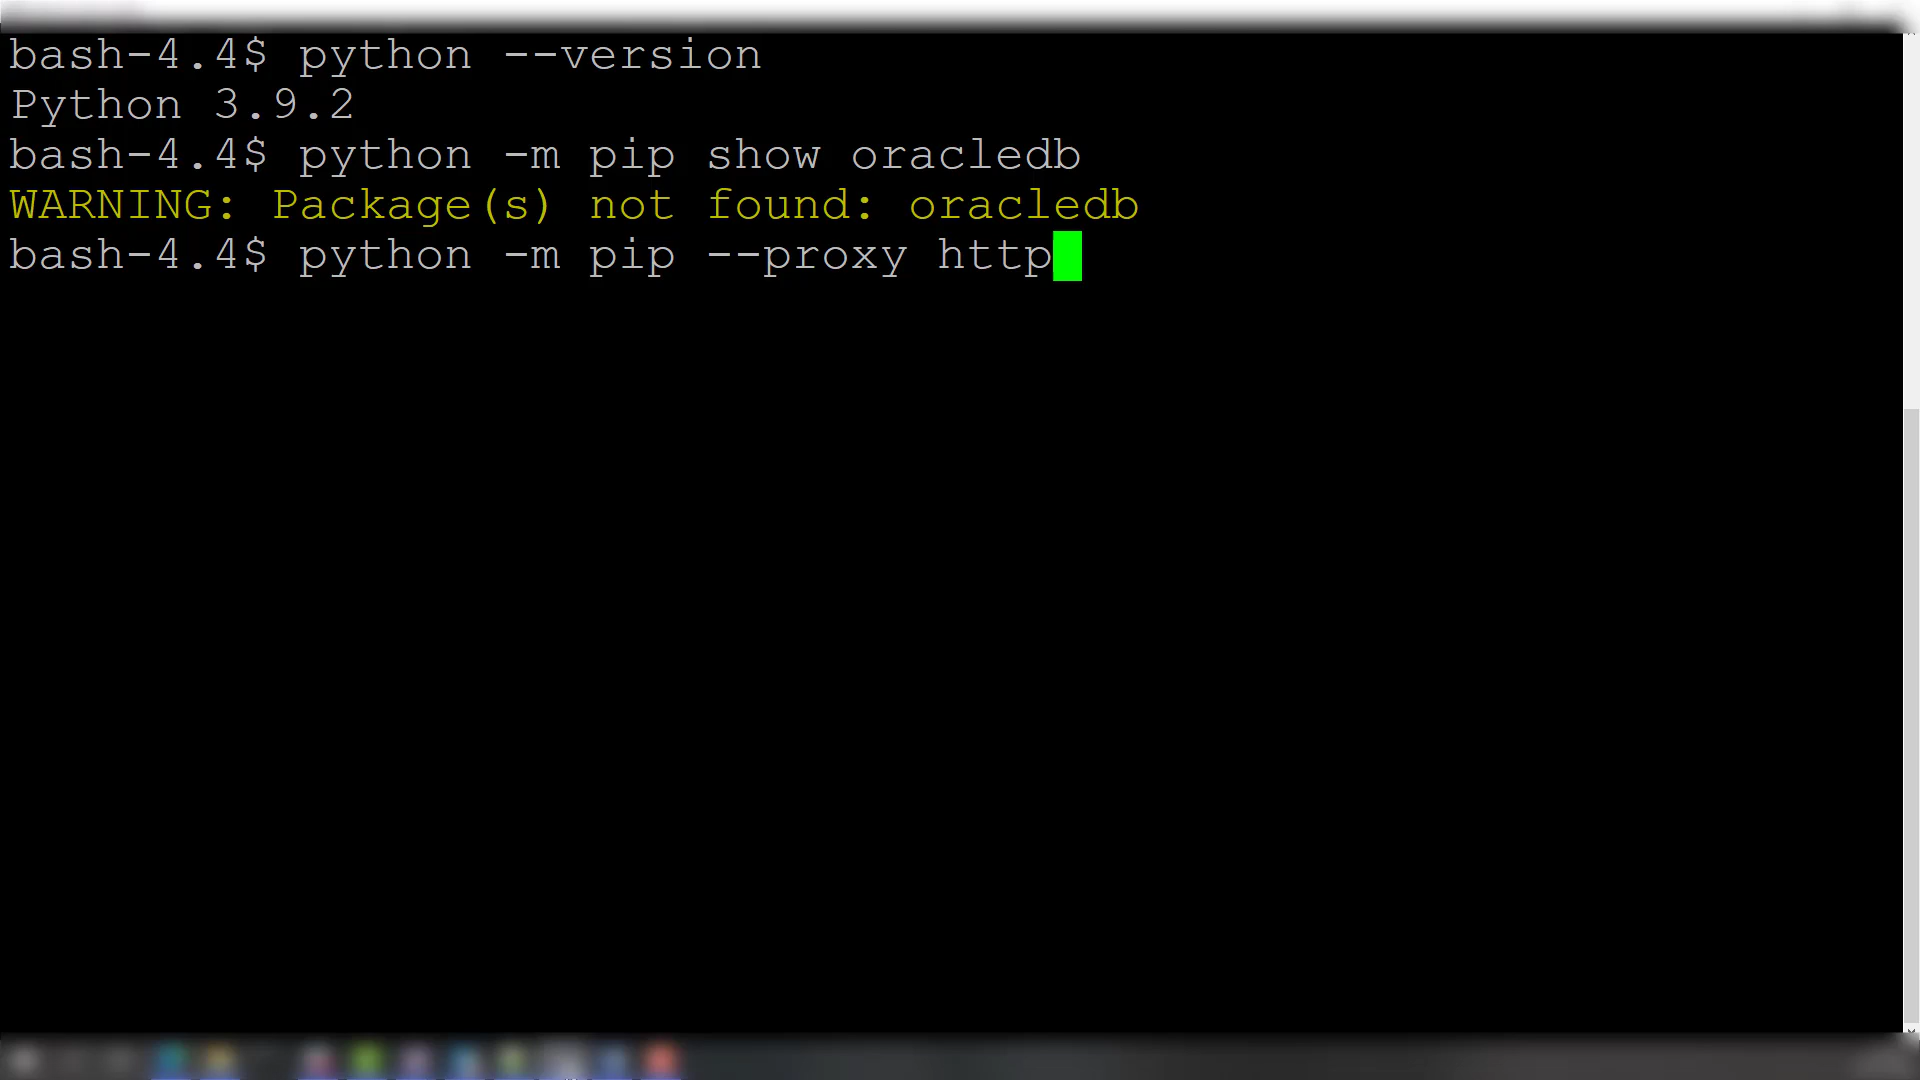 bash-4.4$ python --version
Python 3.9.2
bash-4.4$ python -m pip show oracledb
WARNING: Package(s) not found: oracledb
bash-4.4$ python -m pip --proxy http